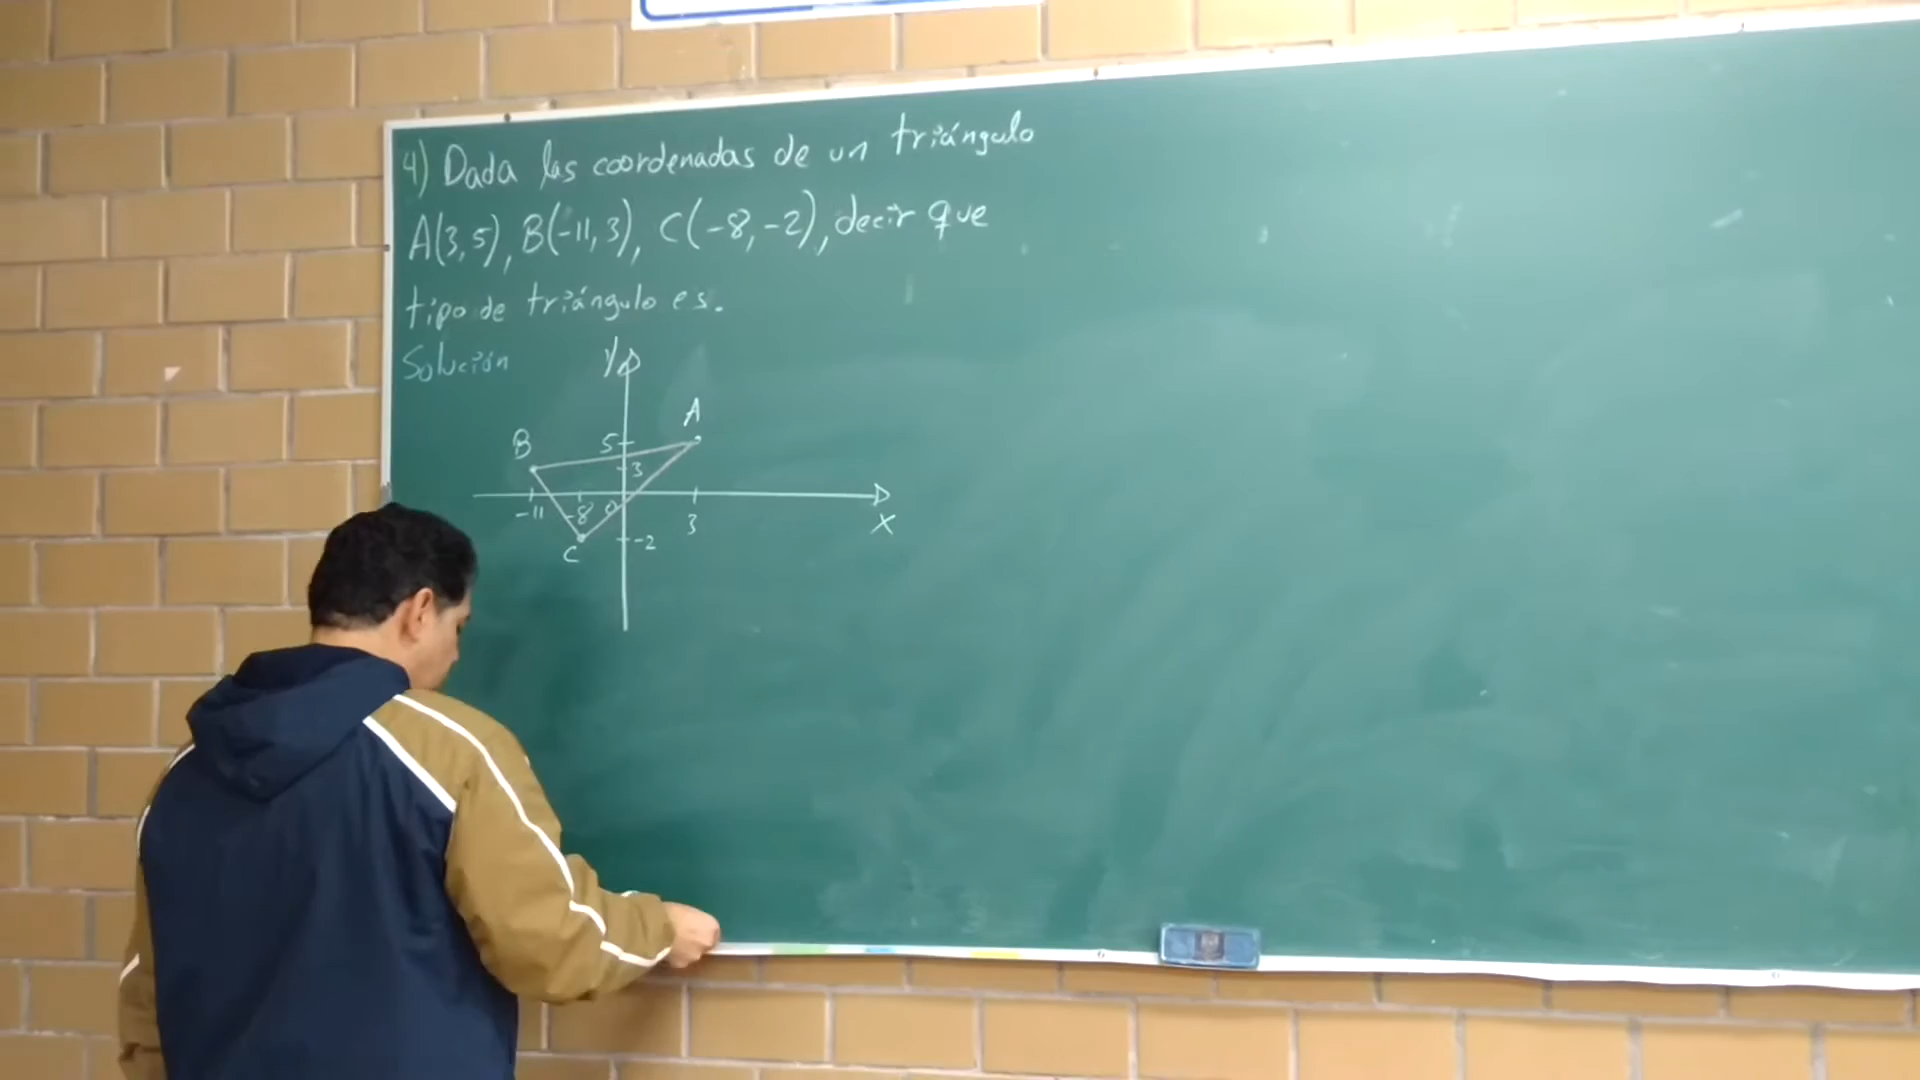 4) Dada las coordenadas de un triángulo
A(3,5), B(-11,3), C(-8,-2), decir que
tipo de triángulo es.
Solución
Y
A
B
5
3
-11 -8 0 3
X
C
-2